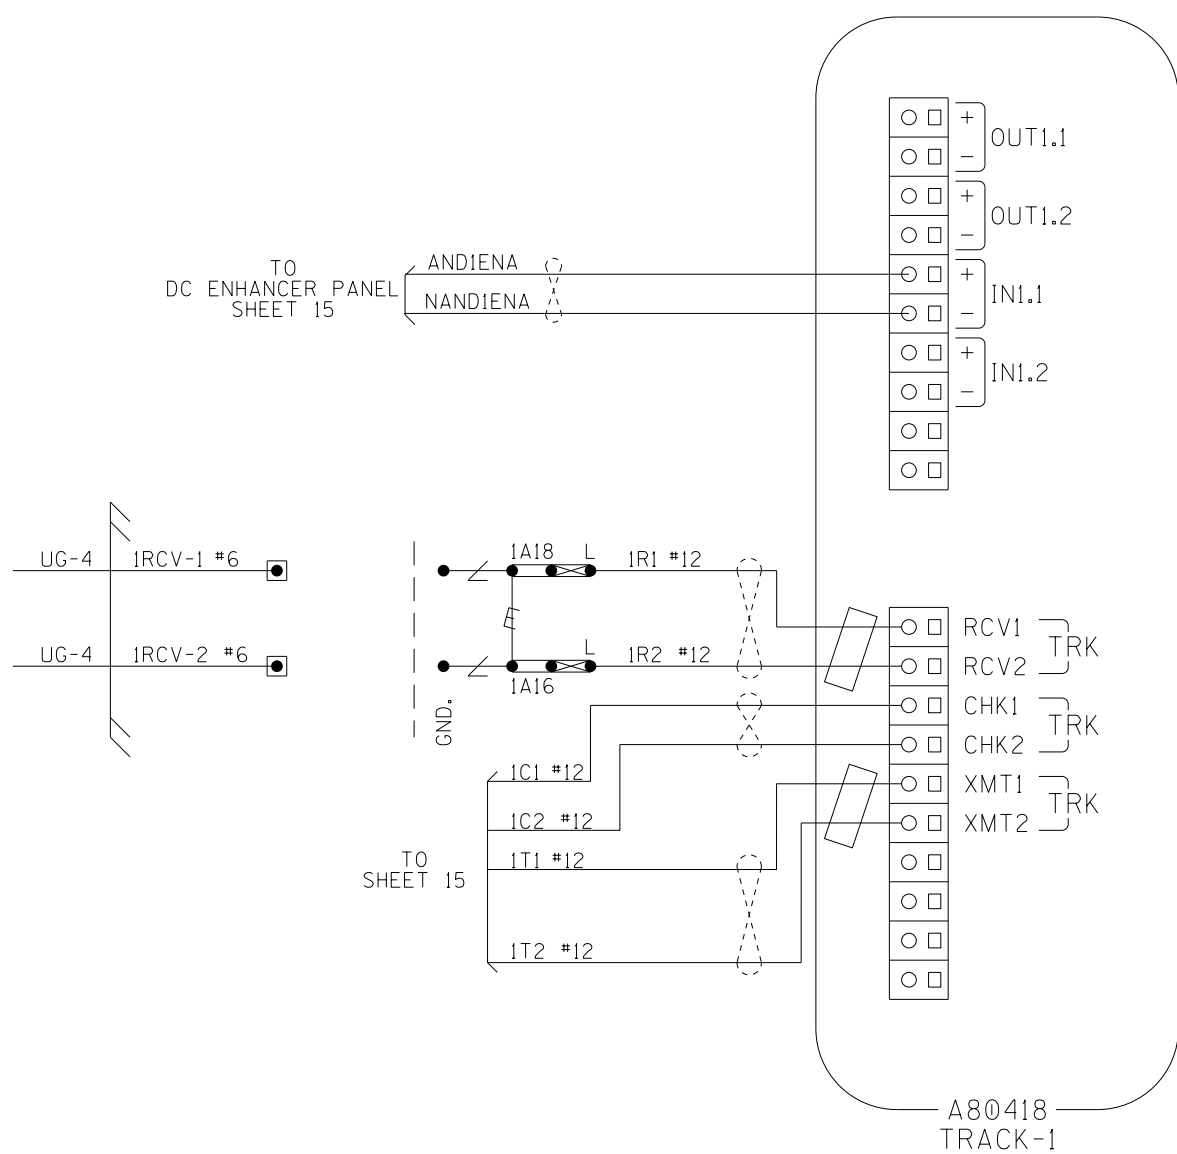 +
OUT1.1
-
+
OUT1.2
-
TO
DC ENHANCER PANEL
SHEET 15
AND1ENA
NAND1ENA
+
IN1.1
-
+
IN1.2
-
UG-4
1RCV-1 #6
1A18
L
1R1 #12
E
UG-4
1RCV-2 #6
1A16
L
1R2 #12
GND.
RCV1
RCV2
TRK
CHK1
CHK2
TRK
XMT1
XMT2
TRK
1C1 #12
1C2 #12
1T1 #12
TO
SHEET 15
1T2 #12
A80418
TRACK-1